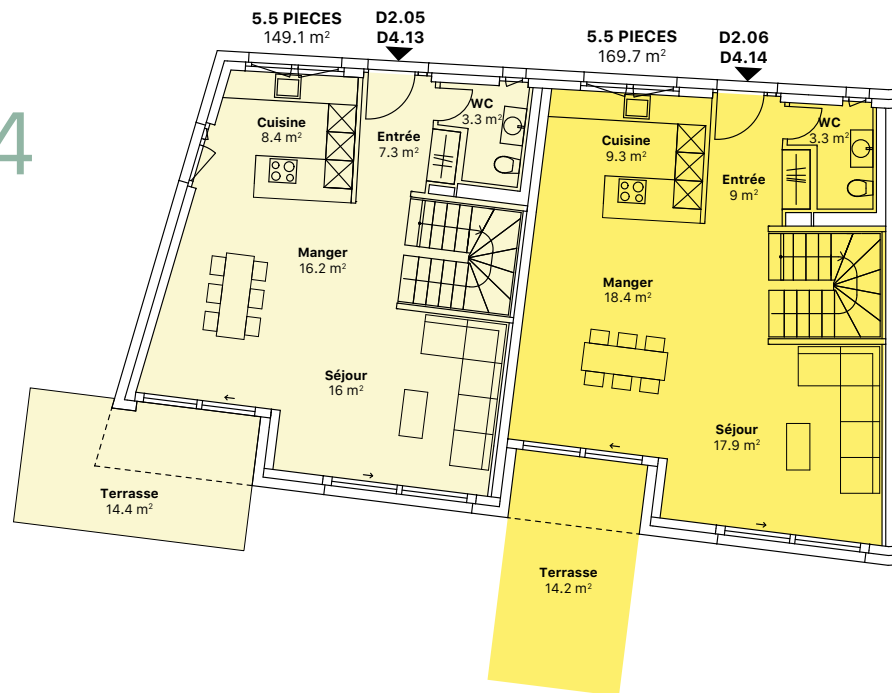 4
5.5 PIECES
149.1 m²
D2.05
D4.13
Cuisine
8.4 m²
Entrée
7.3 m²
WC
3.3 m²
Manger
16.2 m²
Séjour
16 m²
Terrasse
14.4 m²
5.5 PIECES
169.7 m²
D2.06
D4.14
Cuisine
9.3 m²
Entrée
9 m²
WC
3.3 m²
Manger
18.4 m²
Séjour
17.9 m²
Terrasse
14.2 m²